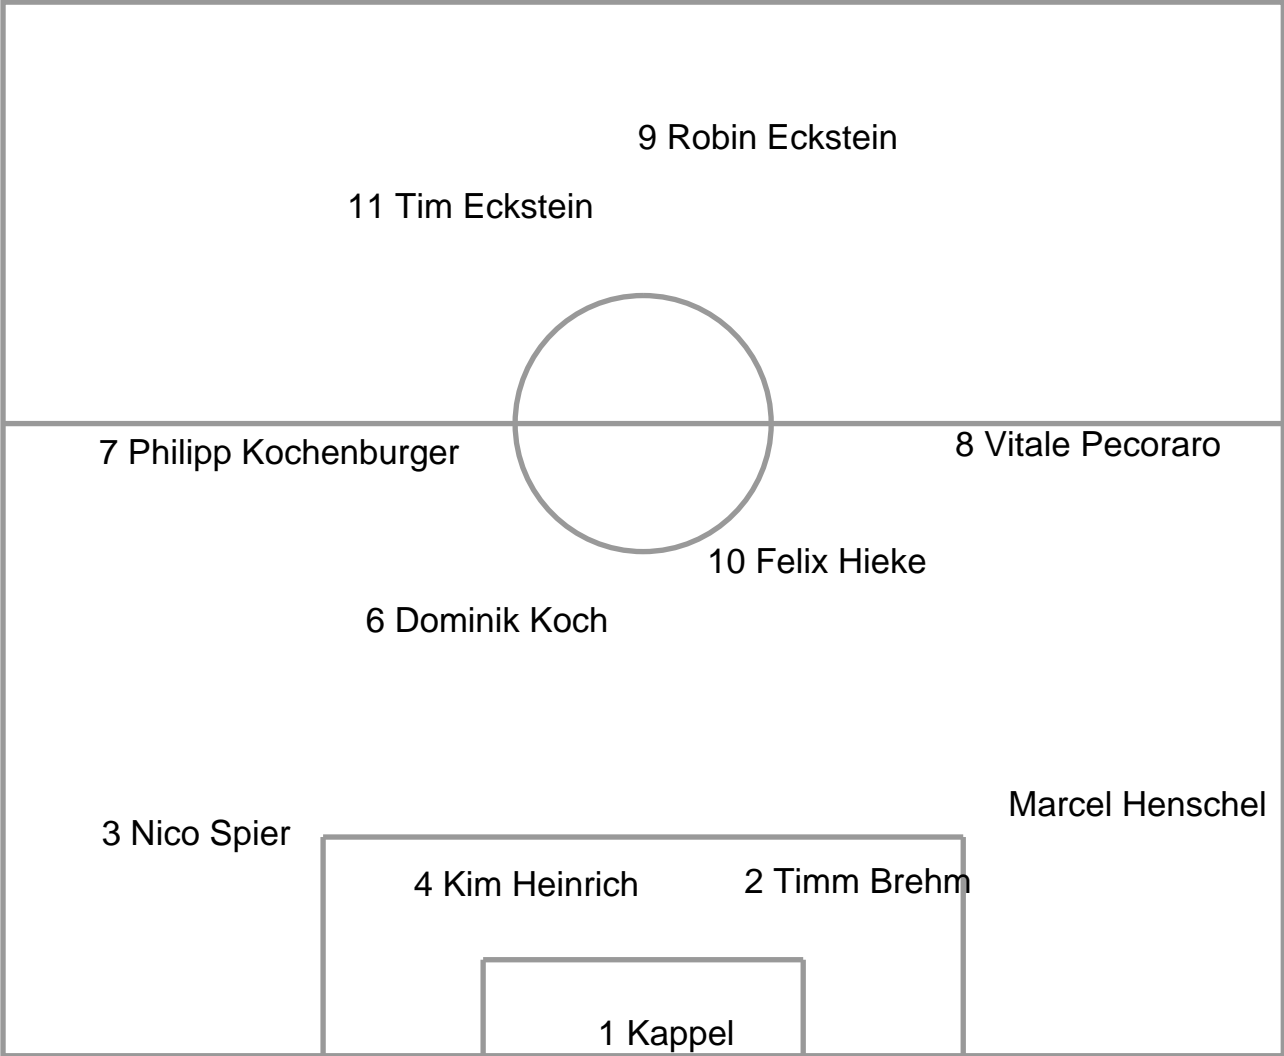 9 Robin Eckstein
11 Tim Eckstein
7 Philipp Kochenburger
8 Vitale Pecoraro
10 Felix Hieke
6 Dominik Koch
Marcel Henschel
3 Nico Spier
4 Kim Heinrich
2 Timm Brehm
1 Kappel